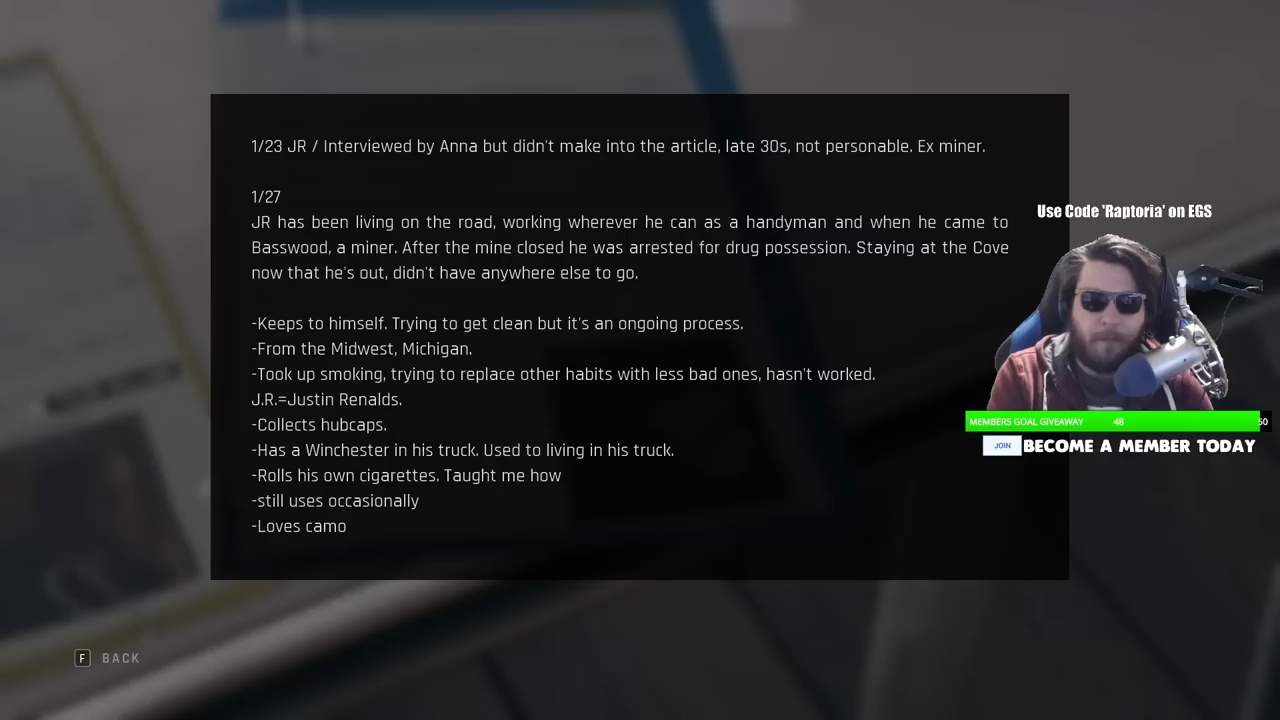 1/23 JR / Interviewed by Anna but didn't make into the article, late 30s, not personable. Ex miner.
1/27
JR has been living on the road, working wherever he can as a handyman and when he came to
Basswood, a miner. After the mine closed he was arrested for drug possession. Staying at the Cove
now that he's out, didn't have anywhere else to go.
-Keeps to himself. Trying to get clean but it's an ongoing process.
-From the Midwest, Michigan.
-Took up smoking, trying to replace other habits with less bad ones, hasn't worked.
J.R.=Justin Renalds.
-Collects hubcaps.
-Has a Winchester in his truck. Used to living in his truck.
-Rolls his own cigarettes. Taught me how
-still uses occasionally
-Loves camo
Use Code 'Raptoria' on EGS
MEMBERS GOAL GIVEAWAY 48 50
JOIN BECOME A MEMBER TODAY
F BACK